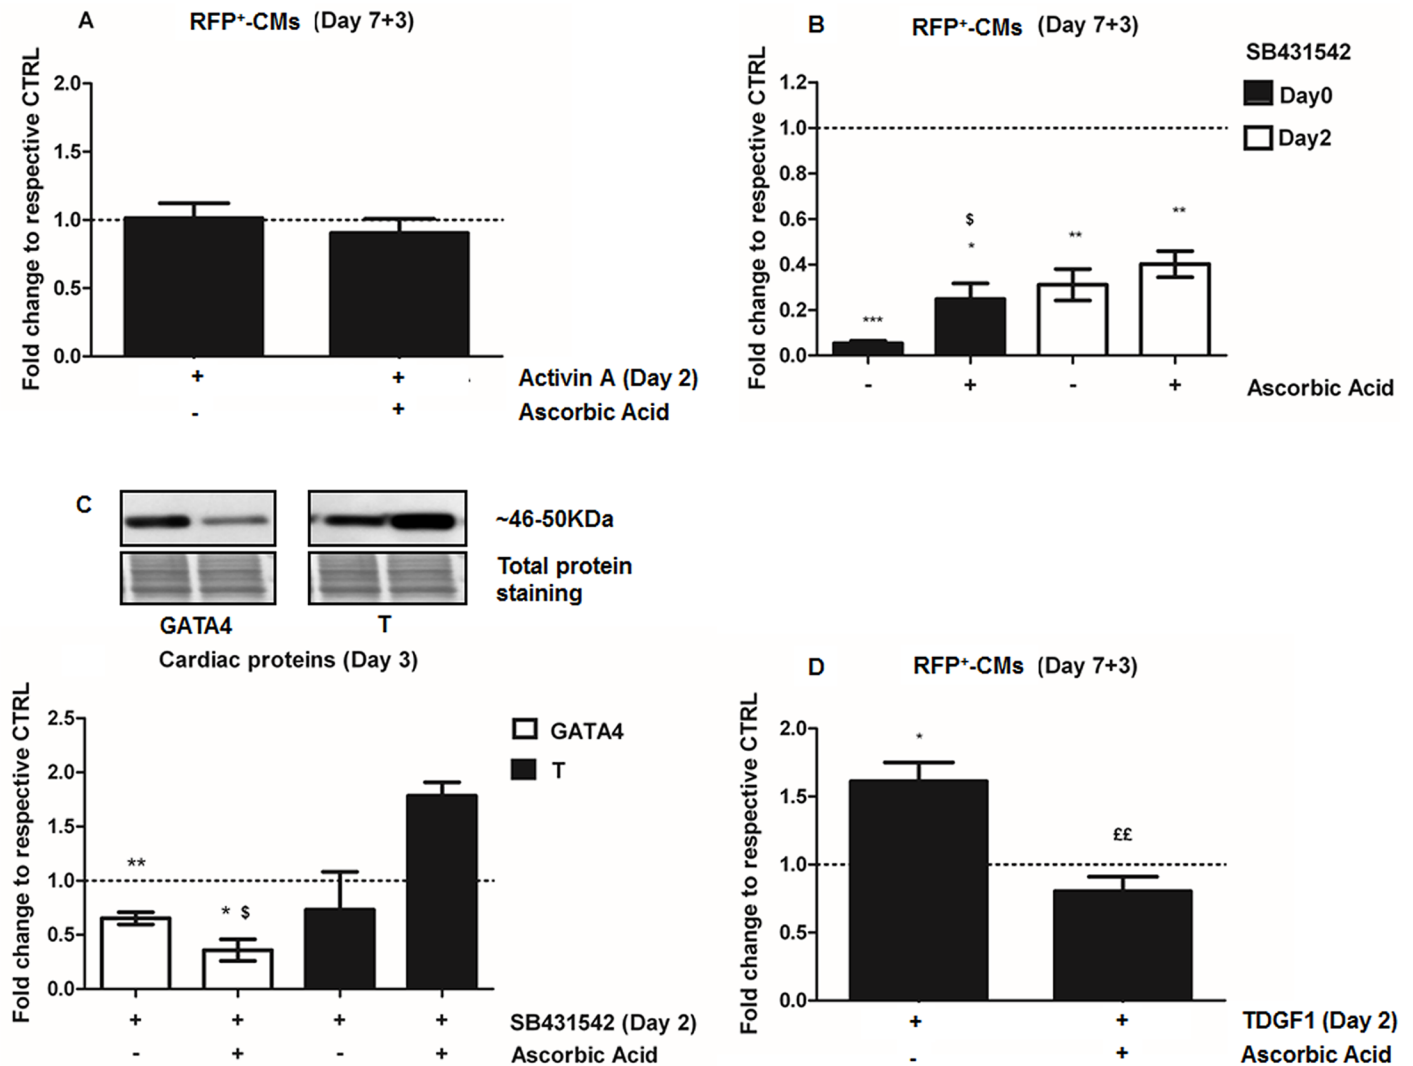 A
RFP⁺-CMs (Day 7+3)
Fold change to respective CTRL
2.0
1.5
1.0
0.5
0.0
+ + Activin A (Day 2)
- + Ascorbic Acid
B
RFP⁺-CMs (Day 7+3)
SB431542
Day0
Day2
Fold change to respective CTRL
1.2
1.0
0.8
0.6
0.4
0.2
0.0
***
$
*
**
**
- + - + Ascorbic Acid
C
~46-50KDa
Total protein
staining
GATA4 T
Cardiac proteins (Day 3)
Fold change to respective CTRL
2.5
2.0
1.5
1.0
0.5
0.0
GATA4
T
**
* $
+ + + + SB431542 (Day 2)
- + - + Ascorbic Acid
D
RFP⁺-CMs (Day 7+3)
Fold change to respective CTRL
2.0
1.5
1.0
0.5
0.0
*
££
+ + TDGF1 (Day 2)
- + Ascorbic Acid